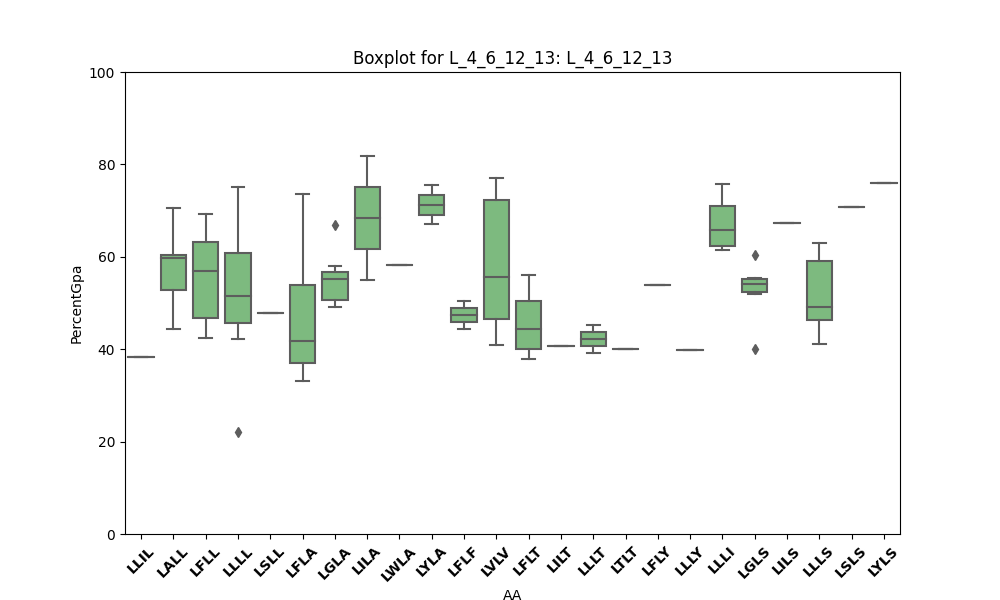 Boxplot for L_4_6_12_13: L_4_6_12_13
100
80
60
40
20
0
PercentGpa
LLIL LALL LFLL LLLL LSLL LFLA LGLA LILA LWLA LYLA LFLF LVLV LFLT LILT LLLT LTLT LFLY LLLY LLLI LGLS LILS LLLS LSLS LYLS
AA